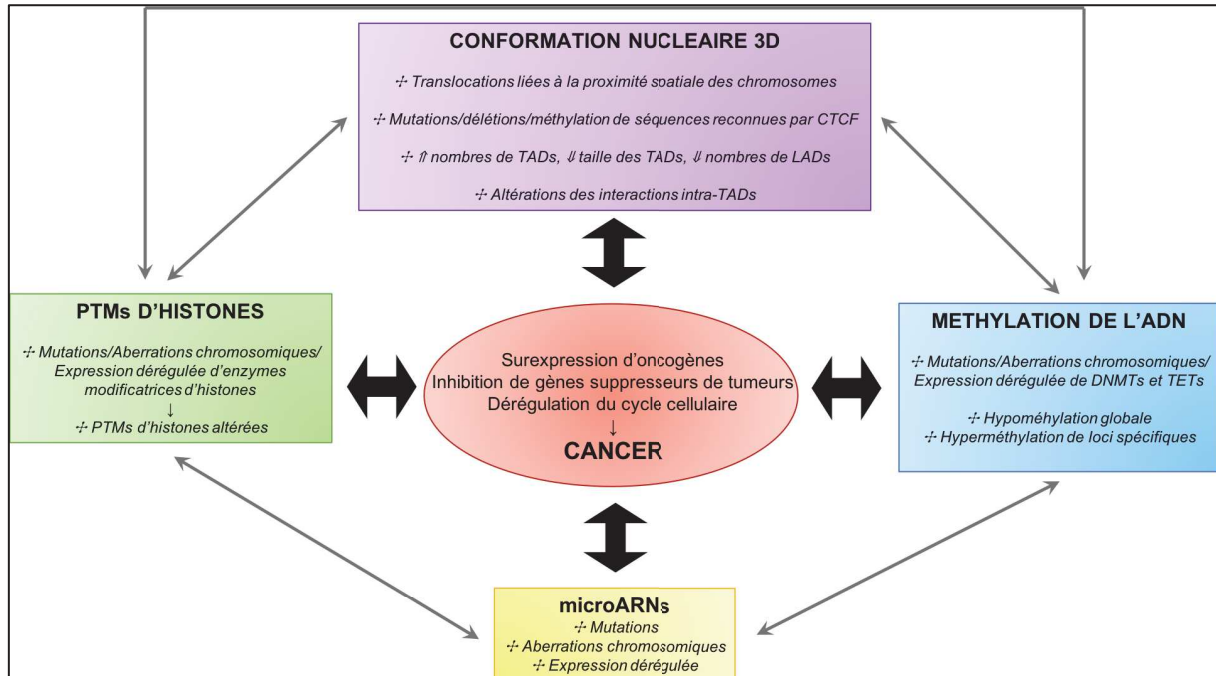 CONFORMATION NUCLEAIRE 3D
✢ Translocations liées à la proximité spatiale des chromosomes
✢ Mutations/délétions/méthylation de séquences reconnues par CTCF
✢ ⇑ nombres de TADs, ⇓ taille des TADs, ⇓ nombres de LADs
✢ Altérations des interactions intra-TADs
PTMs D’HISTONES
✢ Mutations/Aberrations chromosomiques/
Expression dérégulée d’enzymes
modificatrices d’histones
↓
✢ PTMs d’histones altérées
Surexpression d’oncogènes
Inhibition de gènes suppresseurs de tumeurs
Dérégulation du cycle cellulaire
↓
CANCER
METHYLATION DE L’ADN
✢ Mutations/Aberrations chromosomiques/
Expression dérégulée de DNMTs et TETs
✢ Hypoméhylation globale
✢ Hyperméthylation de loci spécifiques
microARNs
✢ Mutations
✢ Aberrations chromosomiques
✢ Expression dérégulée